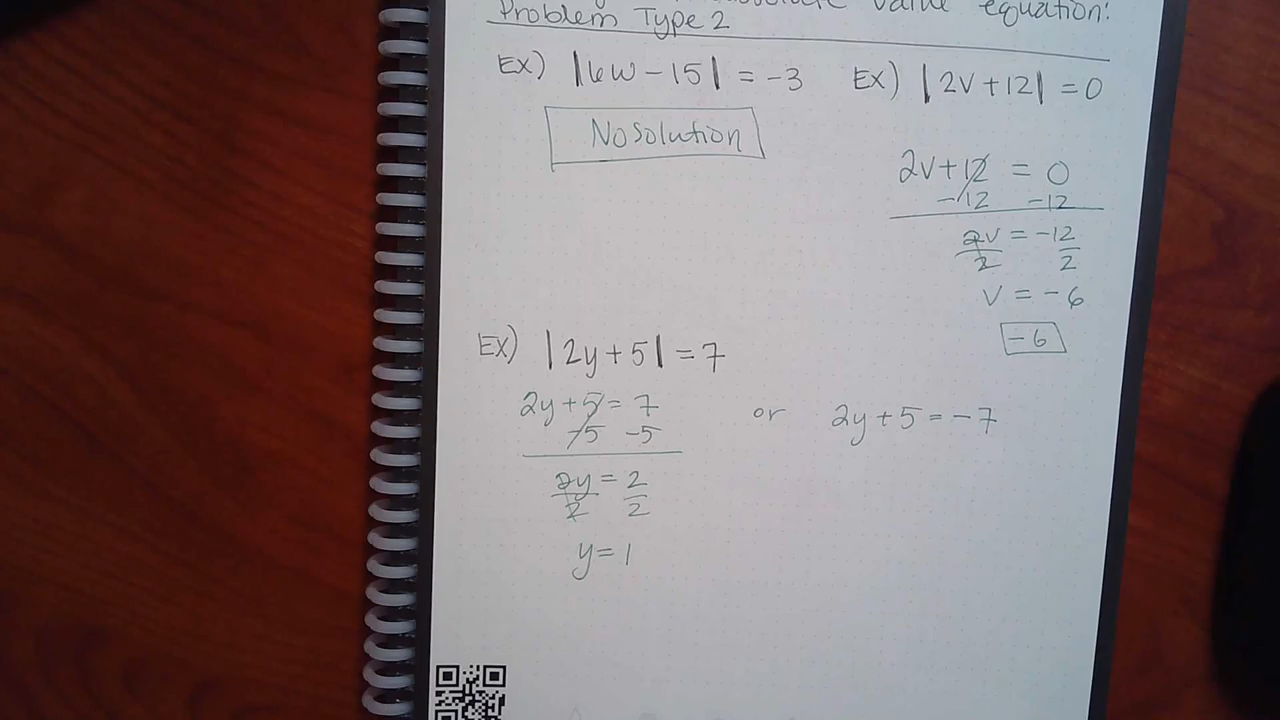 value equation:
Problem Type 2
Ex) |6w - 15| = -3
No solution
Ex) |2v + 12| = 0
2v + 12 = 0
-12 -12
2v = -12
2 2
v = -6
-6
Ex) |2y + 5| = 7
2y + 5 = 7 or 2y + 5 = -7
-5 -5
2y = 2
2 2
y = 1